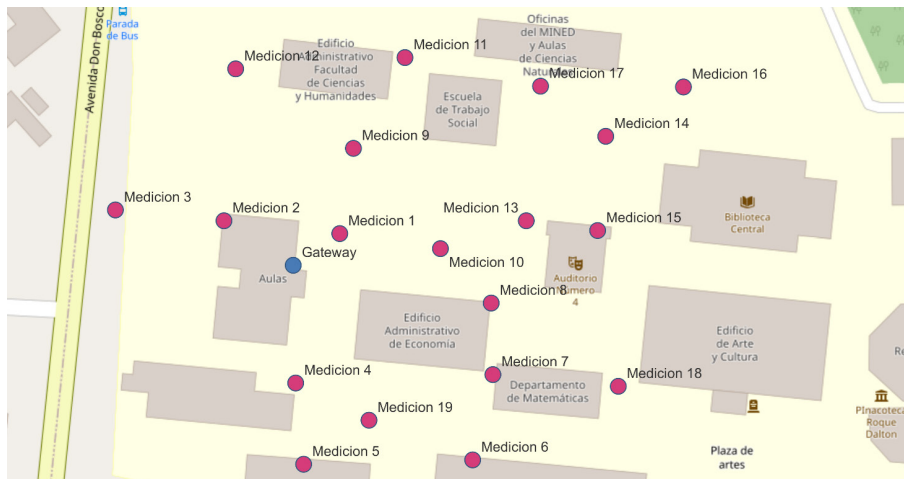 Parada
de Bus
Avenida Don Bosco
Medicion 12
Edificio
Administrativo
Facultad
de Ciencias
y Humanidades
Medicion 11
Oficinas
del MINED
y Aulas
de Ciencias
Naturales
Medicion 17
Medicion 16
Escuela
de Trabajo
Social
Medicion 14
Medicion 9
Medicion 3
Medicion 2
Medicion 1
Medicion 13
Medicion 15
Biblioteca
Central
Gateway
Aulas
Medicion 10
Auditorio
Número
4
Medicion 8
Edificio
Administrativo
de Economía
Edificio
de Arte
y Cultura
Re
Medicion 4
Medicion 7
Departamento
de Matemáticas
Medicion 18
Medicion 19
PInacoteca
Roque
Dalton
Medicion 5
Medicion 6
Plaza de
artes